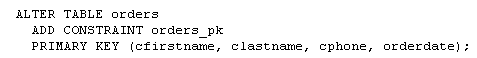 ALTER TABLE orders
ADD CONSTRAINT orders_pk
PRIMARY KEY (cfirstname, clastname, cphone, orderdate);